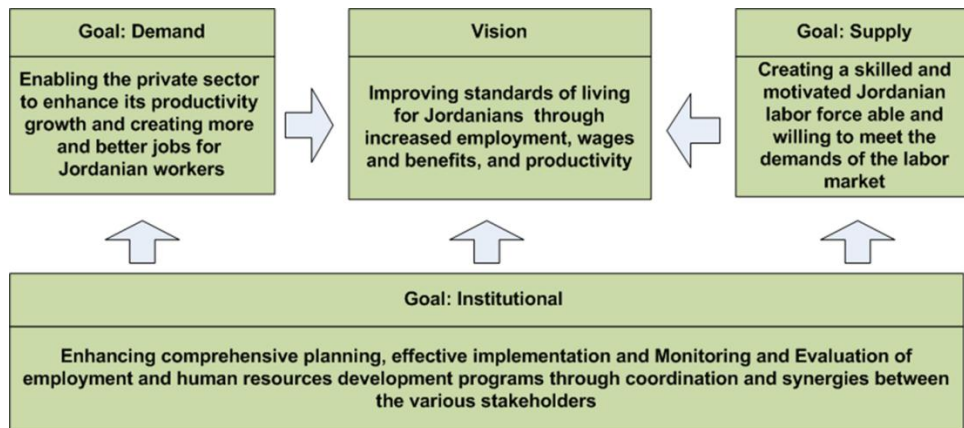 Goal: Demand
Enabling the private sector
to enhance its productivity
growth and creating more
and better jobs for
Jordanian workers
Vision
Improving standards of living
for Jordanians through
increased employment, wages
and benefits, and productivity
Goal: Supply
Creating a skilled and
motivated Jordanian
labor force able and
willing to meet the
demands of the labor
market
Goal: Institutional
Enhancing comprehensive planning, effective implementation and Monitoring and Evaluation of
employment and human resources development programs through coordination and synergies between
the various stakeholders